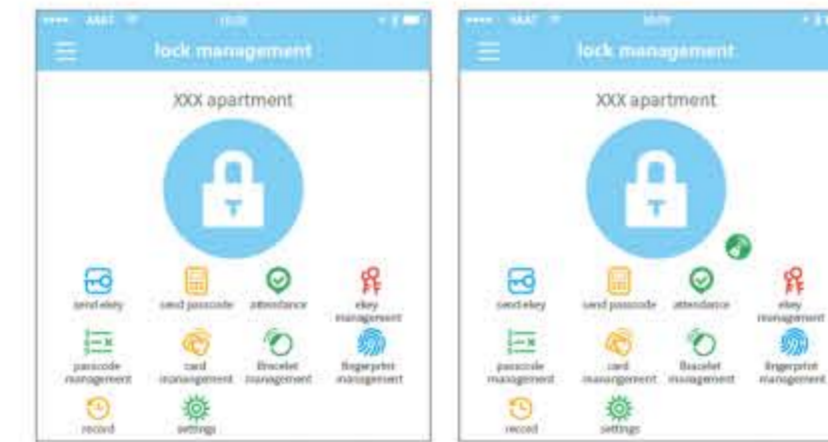 lock management
XXX apartment
send ekey
send passcode
attendance
ekey
management
passcode
management
card
manangement
Bracelet
management
fingerprint
management
record
settings
lock management
XXX apartment
send ekey
send passcode
attendance
ekey
management
passcode
management
card
manangement
Bracelet
management
fingerprint
management
record
settings